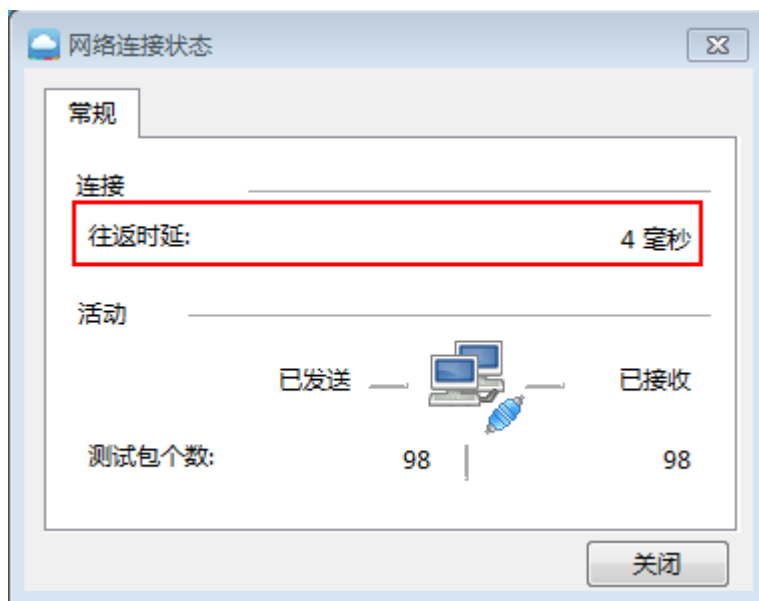 网络连接状态
常规
连接
往返时延: 4 毫秒
活动
已发送 已接收
测试包个数: 98 98
关闭